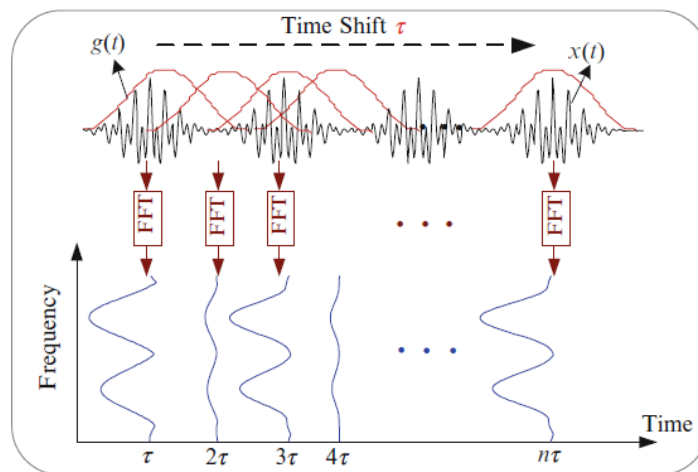 Time Shift τ
g(t)
x(t)
FFT
FFT
FFT
FFT
Frequency
Time
τ
2τ
3τ
4τ
nτ